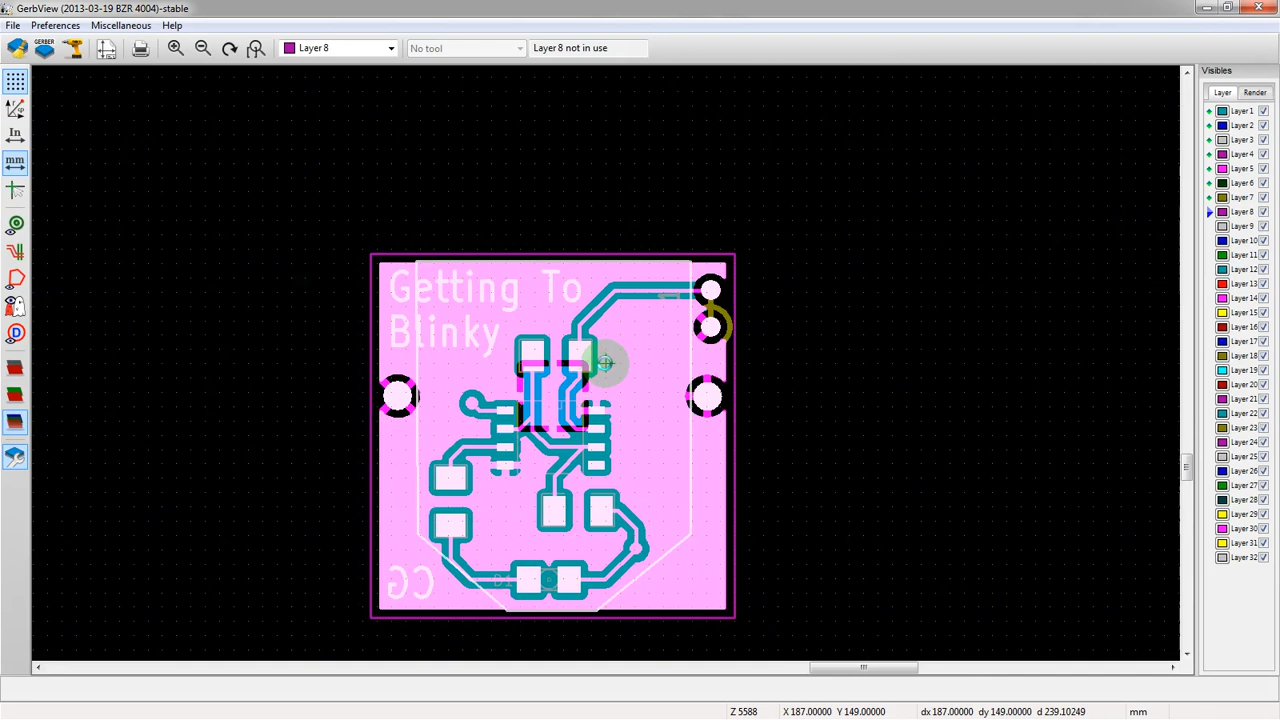 GerbView (2013-03-19 BZR 4004)-stable
File Preferences Miscellaneous Help
GERBER
Layer 8 No tool Layer 8 not in use
In
mm
Visibles
Layer Render
Layer 1
Layer 2
Layer 3
Layer 4
Layer 5
Layer 6
Layer 7
Layer 8
Layer 9
Layer 10
Layer 11
Layer 12
Layer 13
Layer 14
Layer 15
Layer 16
Layer 17
Layer 18
Layer 19
Layer 20
Layer 21
Layer 22
Layer 23
Layer 24
Layer 25
Layer 26
Layer 27
Layer 28
Layer 29
Layer 30
Layer 31
Layer 32
Getting To
Blinky
CG
D1
Z 5588 X 187.00000 Y 149.00000 dx 187.00000 dy 149.00000 d 239.10249 mm